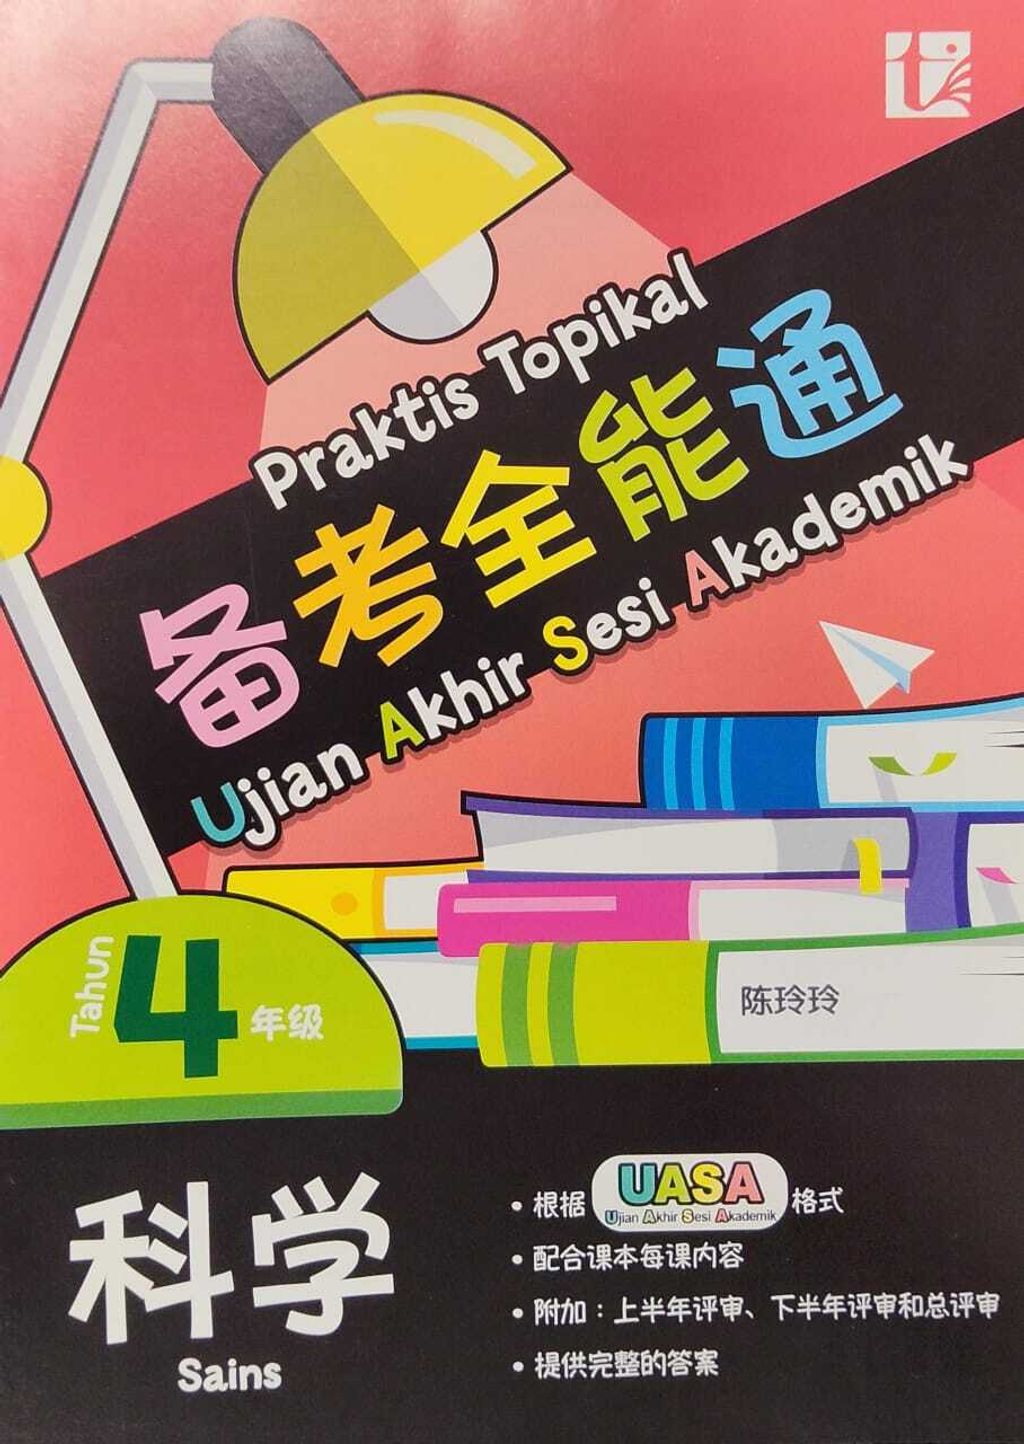 Praktis Topikal
备考全能通
Ujian Akhir Sesi Akademik
Tahun 4 年级
陈玲玲
科学
Sains
• 根据 UASA 格式
Ujian Akhir Sesi Akademik
• 配合课本每课内容
• 附加：上半年评审、下半年评审和总评审
• 提供完整的答案